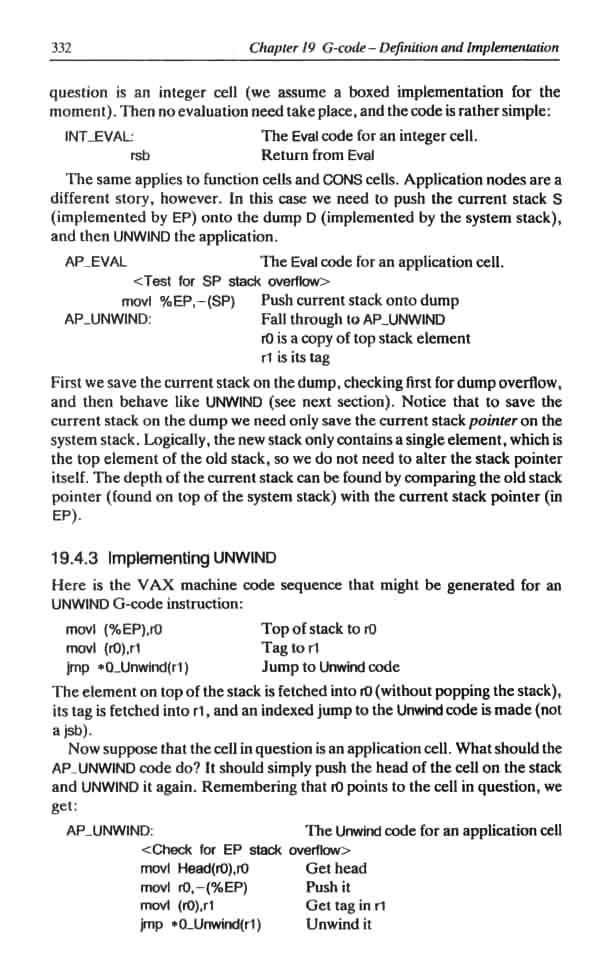 332 Chapter 19 G-code – Definition and Implementation
question is an integer cell (we assume a boxed implementation for the
moment). Then no evaluation need take place, and the code is rather simple:
INT_EVAL: The Eval code for an integer cell.
rsb Return from Eval
The same applies to function cells and CONS cells. Application nodes are a
different story, however. In this case we need to push the current stack S
(implemented by EP) onto the dump D (implemented by the system stack),
and then UNWIND the application.
AP_EVAL The Eval code for an application cell.
<Test for SP stack overflow>
movl %EP,–(SP) Push current stack onto dump
AP_UNWIND: Fall through to AP_UNWIND
r0 is a copy of top stack element
r1 is its tag
First we save the current stack on the dump, checking first for dump overflow,
and then behave like UNWIND (see next section). Notice that to save the
current stack on the dump we need only save the current stack pointer on the
system stack. Logically, the new stack only contains a single element, which is
the top element of the old stack, so we do not need to alter the stack pointer
itself. The depth of the current stack can be found by comparing the old stack
pointer (found on top of the system stack) with the current stack pointer (in
EP).
19.4.3 Implementing UNWIND
Here is the VAX machine code sequence that might be generated for an
UNWIND G-code instruction:
movl (%EP),r0 Top of stack to r0
movl (r0),r1 Tag to r1
jmp *O_Unwind(r1) Jump to Unwind code
The element on top of the stack is fetched into r0 (without popping the stack),
its tag is fetched into r1, and an indexed jump to the Unwind code is made (not
a jsb).
Now suppose that the cell in question is an application cell. What should the
AP_UNWIND code do? It should simply push the head of the cell on the stack
and UNWIND it again. Remembering that r0 points to the cell in question, we
get:
AP_UNWIND: The Unwind code for an application cell
<Check for EP stack overflow>
movl Head(r0),r0 Get head
movl r0,–(%EP) Push it
movl (r0),r1 Get tag in r1
jmp *O_Unwind(r1) Unwind it